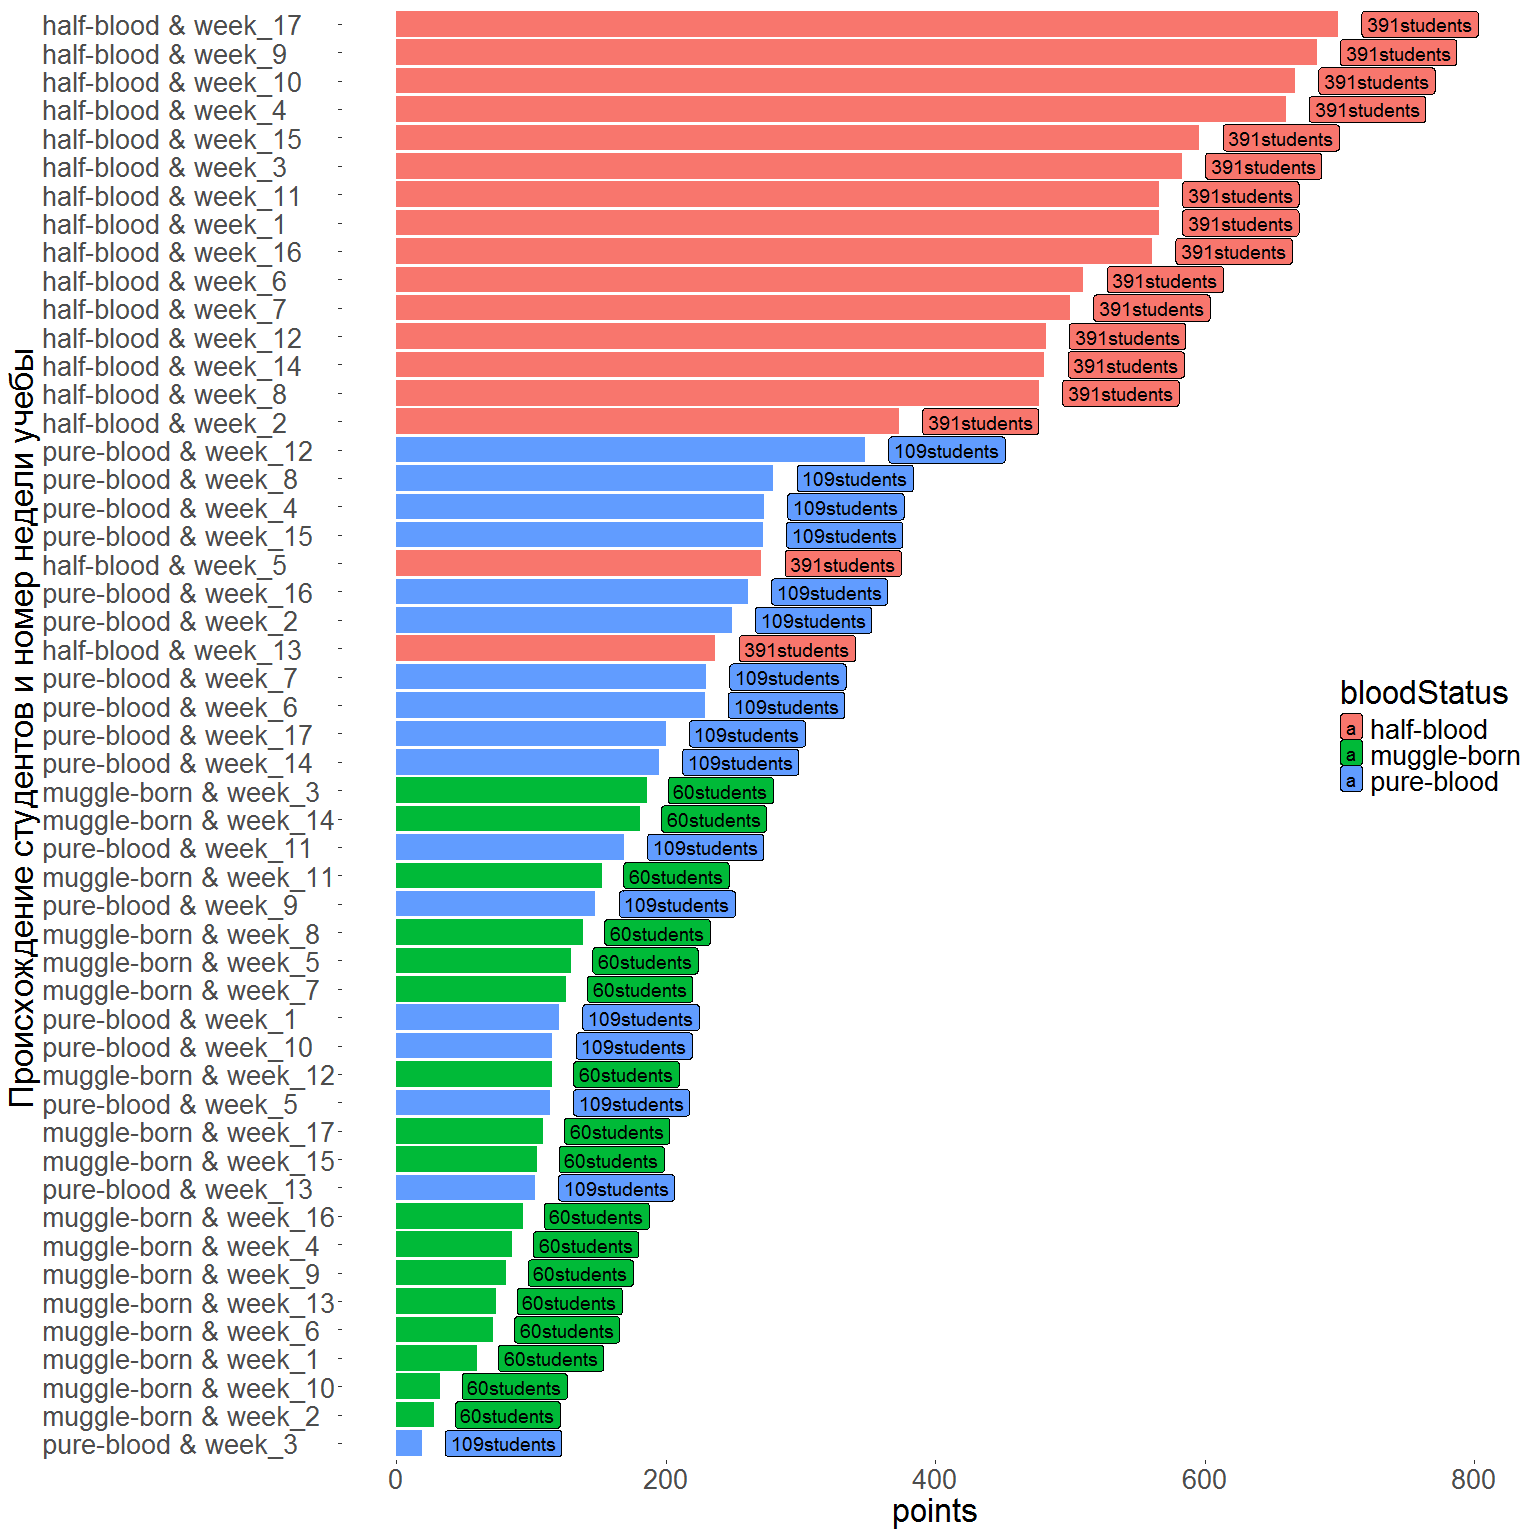 half-blood & week_17 391students
half-blood & week_9 391students
half-blood & week_10 391students
half-blood & week_4 391students
half-blood & week_15 391students
half-blood & week_3 391students
half-blood & week_11 391students
half-blood & week_1 391students
half-blood & week_16 391students
half-blood & week_6 391students
half-blood & week_7 391students
half-blood & week_12 391students
half-blood & week_14 391students
half-blood & week_8 391students
half-blood & week_2 391students
pure-blood & week_12 109students
pure-blood & week_8 109students
pure-blood & week_4 109students
pure-blood & week_15 109students
half-blood & week_5 391students
pure-blood & week_16 109students
pure-blood & week_2 109students
half-blood & week_13 391students
pure-blood & week_7 109students
pure-blood & week_6 109students
pure-blood & week_17 109students
pure-blood & week_14 109students
muggle-born & week_3 60students
muggle-born & week_14 60students
pure-blood & week_11 109students
muggle-born & week_11 60students
pure-blood & week_9 109students
muggle-born & week_8 60students
muggle-born & week_5 60students
muggle-born & week_7 60students
pure-blood & week_1 109students
pure-blood & week_10 109students
muggle-born & week_12 60students
pure-blood & week_5 109students
muggle-born & week_17 60students
muggle-born & week_15 60students
pure-blood & week_13 109students
muggle-born & week_16 60students
muggle-born & week_4 60students
muggle-born & week_9 60students
muggle-born & week_13 60students
muggle-born & week_6 60students
muggle-born & week_1 60students
muggle-born & week_10 60students
muggle-born & week_2 60students
pure-blood & week_3 109students
0 200 400 600 800
points
Происхождение студентов и номер недели учебы
bloodStatus
a half-blood
a muggle-born
a pure-blood